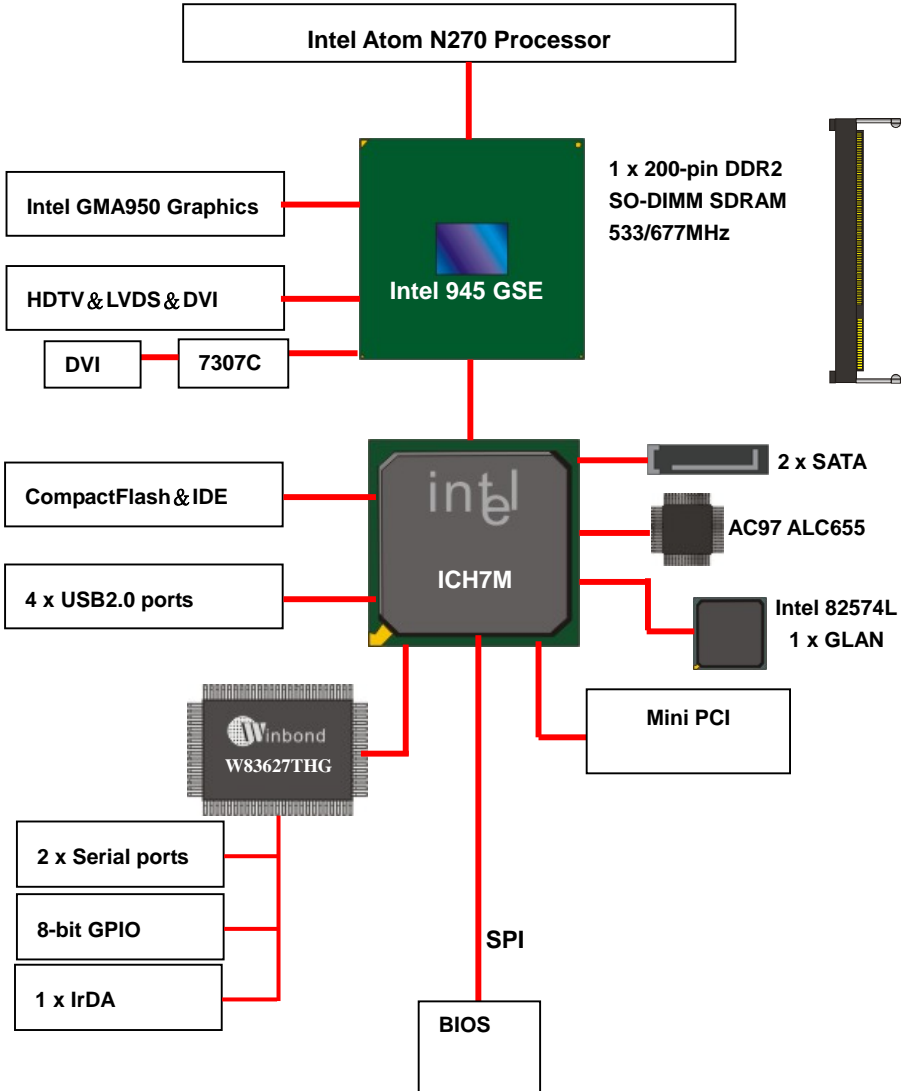 Intel Atom N270 Processor
1 x 200-pin DDR2
SO-DIMM SDRAM
533/677MHz
Intel GMA950 Graphics
Intel 945 GSE
HDTV＆LVDS＆DVI
DVI
7307C
intel
ICH7M
2 x SATA
CompactFlash＆IDE
AC97 ALC655
4 x USB2.0 ports
Intel 82574L
1 x GLAN
Mini PCI
Winbond
W83627THG
2 x Serial ports
8-bit GPIO
SPI
1 x IrDA
BIOS